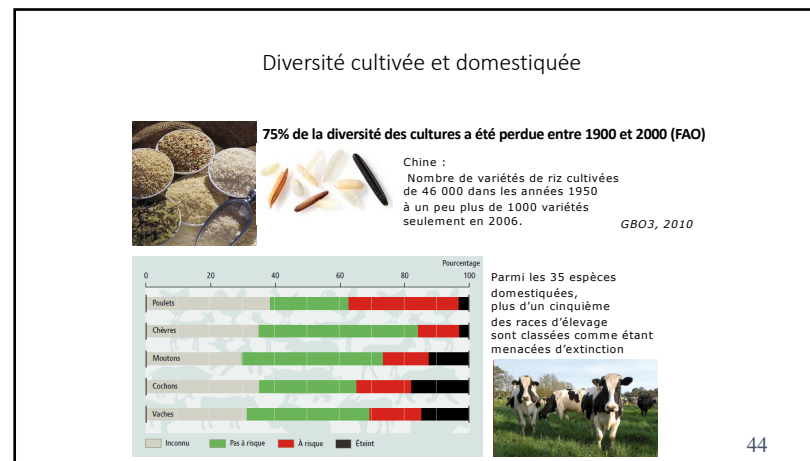 Diversité cultivée et domestiquée
75% de la diversité des cultures a été perdue entre 1900 et 2000 (FAO)
Chine :
Nombre de variétés de riz cultivées
de 46 000 dans les années 1950
à un peu plus de 1000 variétés
seulement en 2006.
GBO3, 2010
Pourcentage
0 20 40 60 80 100
Poulets
Chèvres
Moutons
Cochons
Vaches
Inconnu Pas à risque À risque Éteint
Parmi les 35 espèces
domestiquées,
plus d’un cinquième
des races d’élevage
sont classées comme étant
menacées d’extinction
44